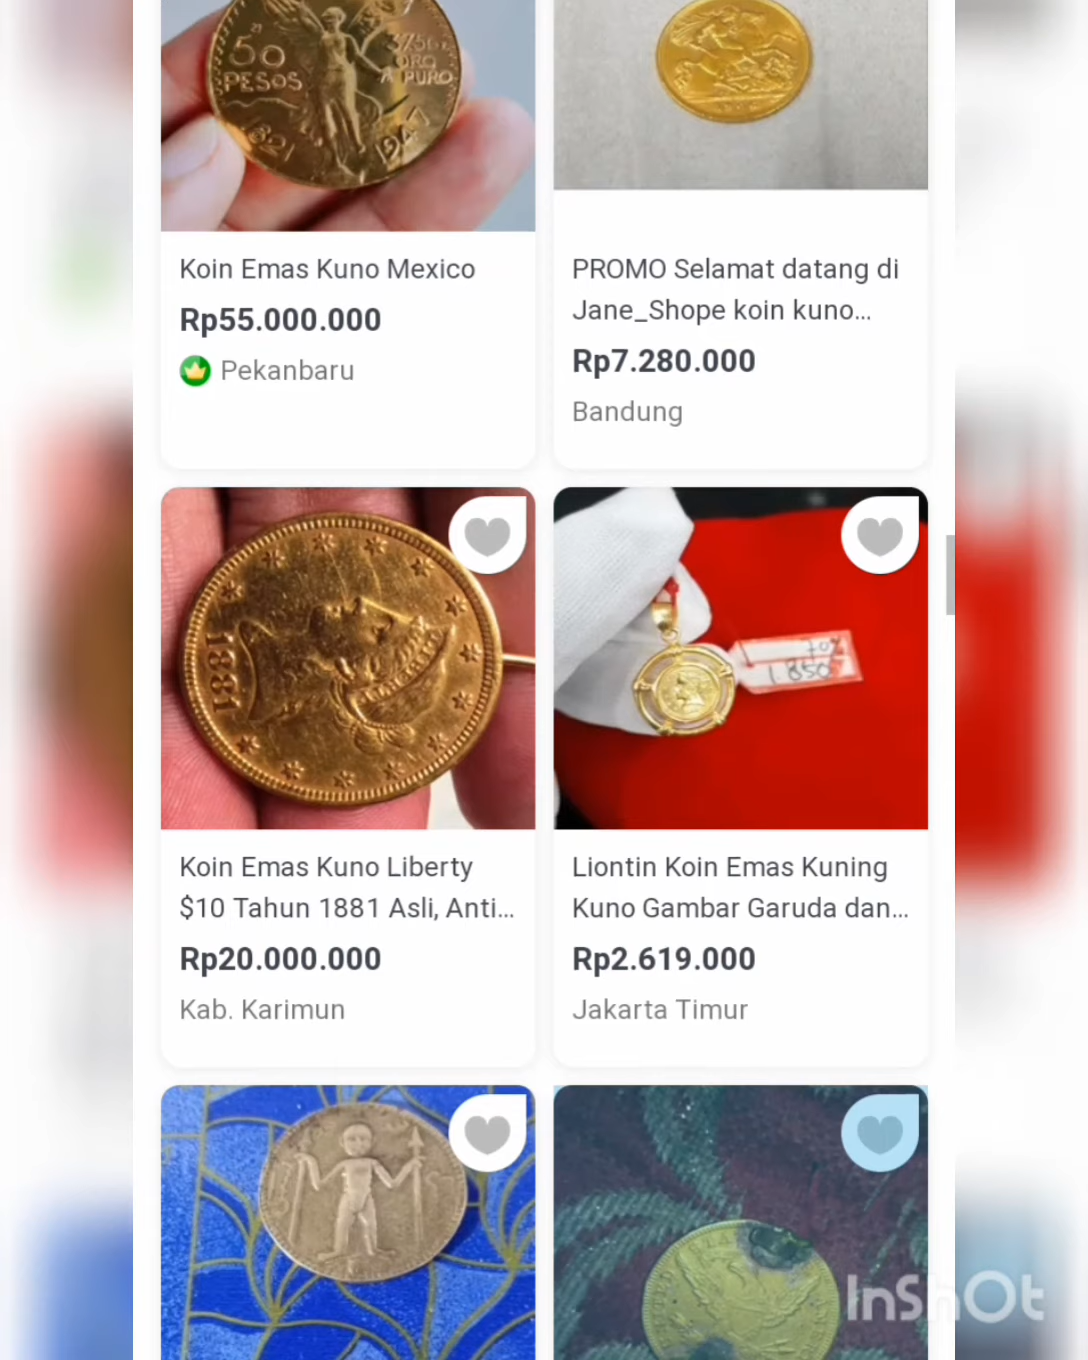 50
PESOS
37.5 Gr
ORO
PURO
1821
1947
Koin Emas Kuno Mexico
Rp55.000.000
Pekanbaru
PROMO Selamat datang di
Jane_Shope koin kuno...
Rp7.280.000
Bandung
1881
70%
1.850
Koin Emas Kuno Liberty
$10 Tahun 1881 Asli, Anti...
Rp20.000.000
Kab. Karimun
Liontin Koin Emas Kuning
Kuno Gambar Garuda dan...
Rp2.619.000
Jakarta Timur
InShOt